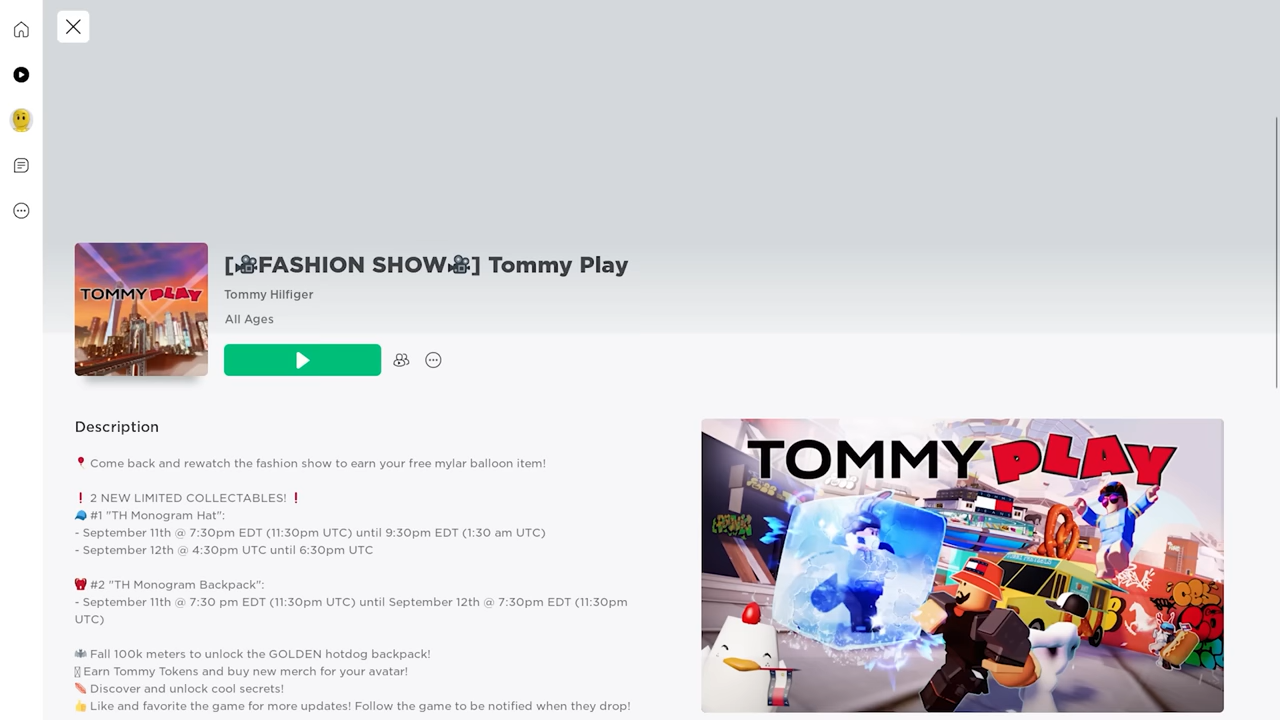 [🎥FASHION SHOW🎥] Tommy Play
Tommy Hilfiger
All Ages
TOMMY PLAY
Description
📍 Come back and rewatch the fashion show to earn your free mylar balloon item!
❗ 2 NEW LIMITED COLLECTABLES! ❗
🧢 #1 "TH Monogram Hat":
- September 11th @ 7:30pm EDT (11:30pm UTC) until 9:30pm EDT (1:30 am UTC)
- September 12th @ 4:30pm UTC until 6:30pm UTC
🎒 #2 "TH Monogram Backpack":
- September 11th @ 7:30 pm EDT (11:30pm UTC) until September 12th @ 7:30pm EDT (11:30pm
UTC)
🕷 Fall 100k meters to unlock the GOLDEN hotdog backpack!
Earn Tommy Tokens and buy new merch for your avatar!
🌭 Discover and unlock cool secrets!
👍 Like and favorite the game for more updates! Follow the game to be notified when they drop!
TOMMY PLAY